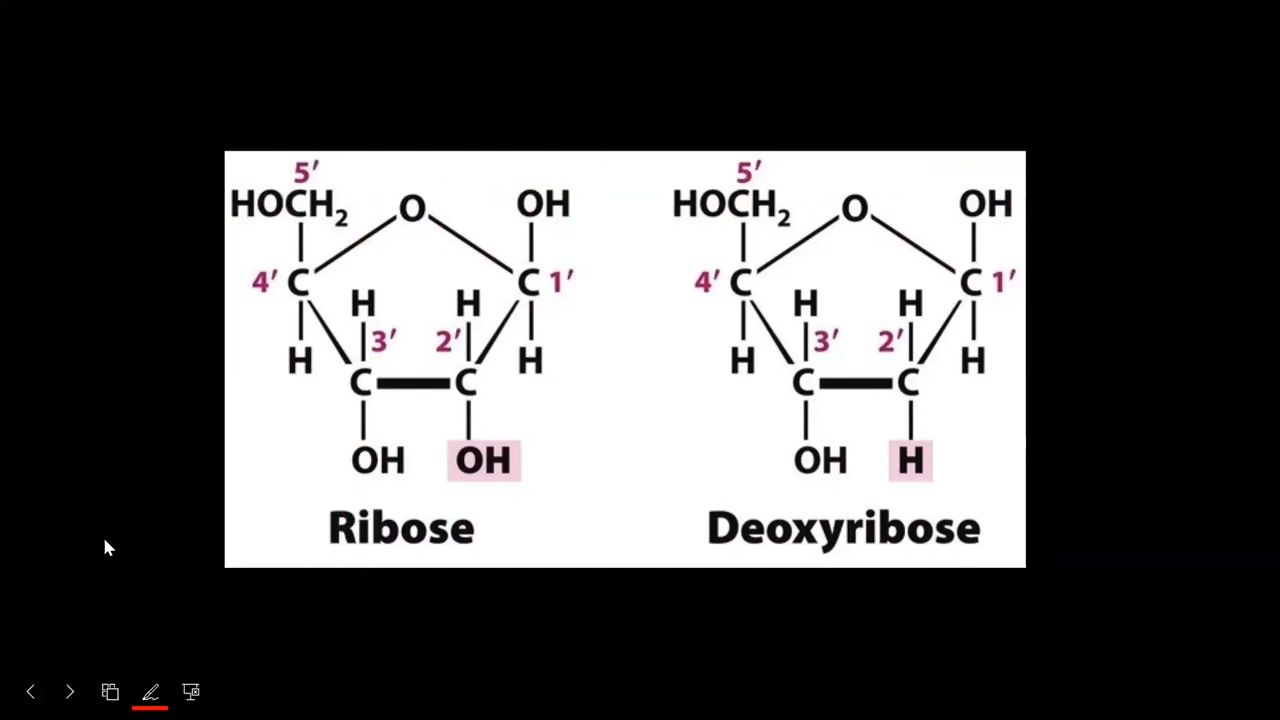 5′ 5′
HOCH₂ O OH HOCH₂ O OH
4′ C C 1′ 4′ C C 1′
H H H H
3′ 2′ 3′ 2′
H H H H
C C C C
OH OH OH H
Ribose Deoxyribose